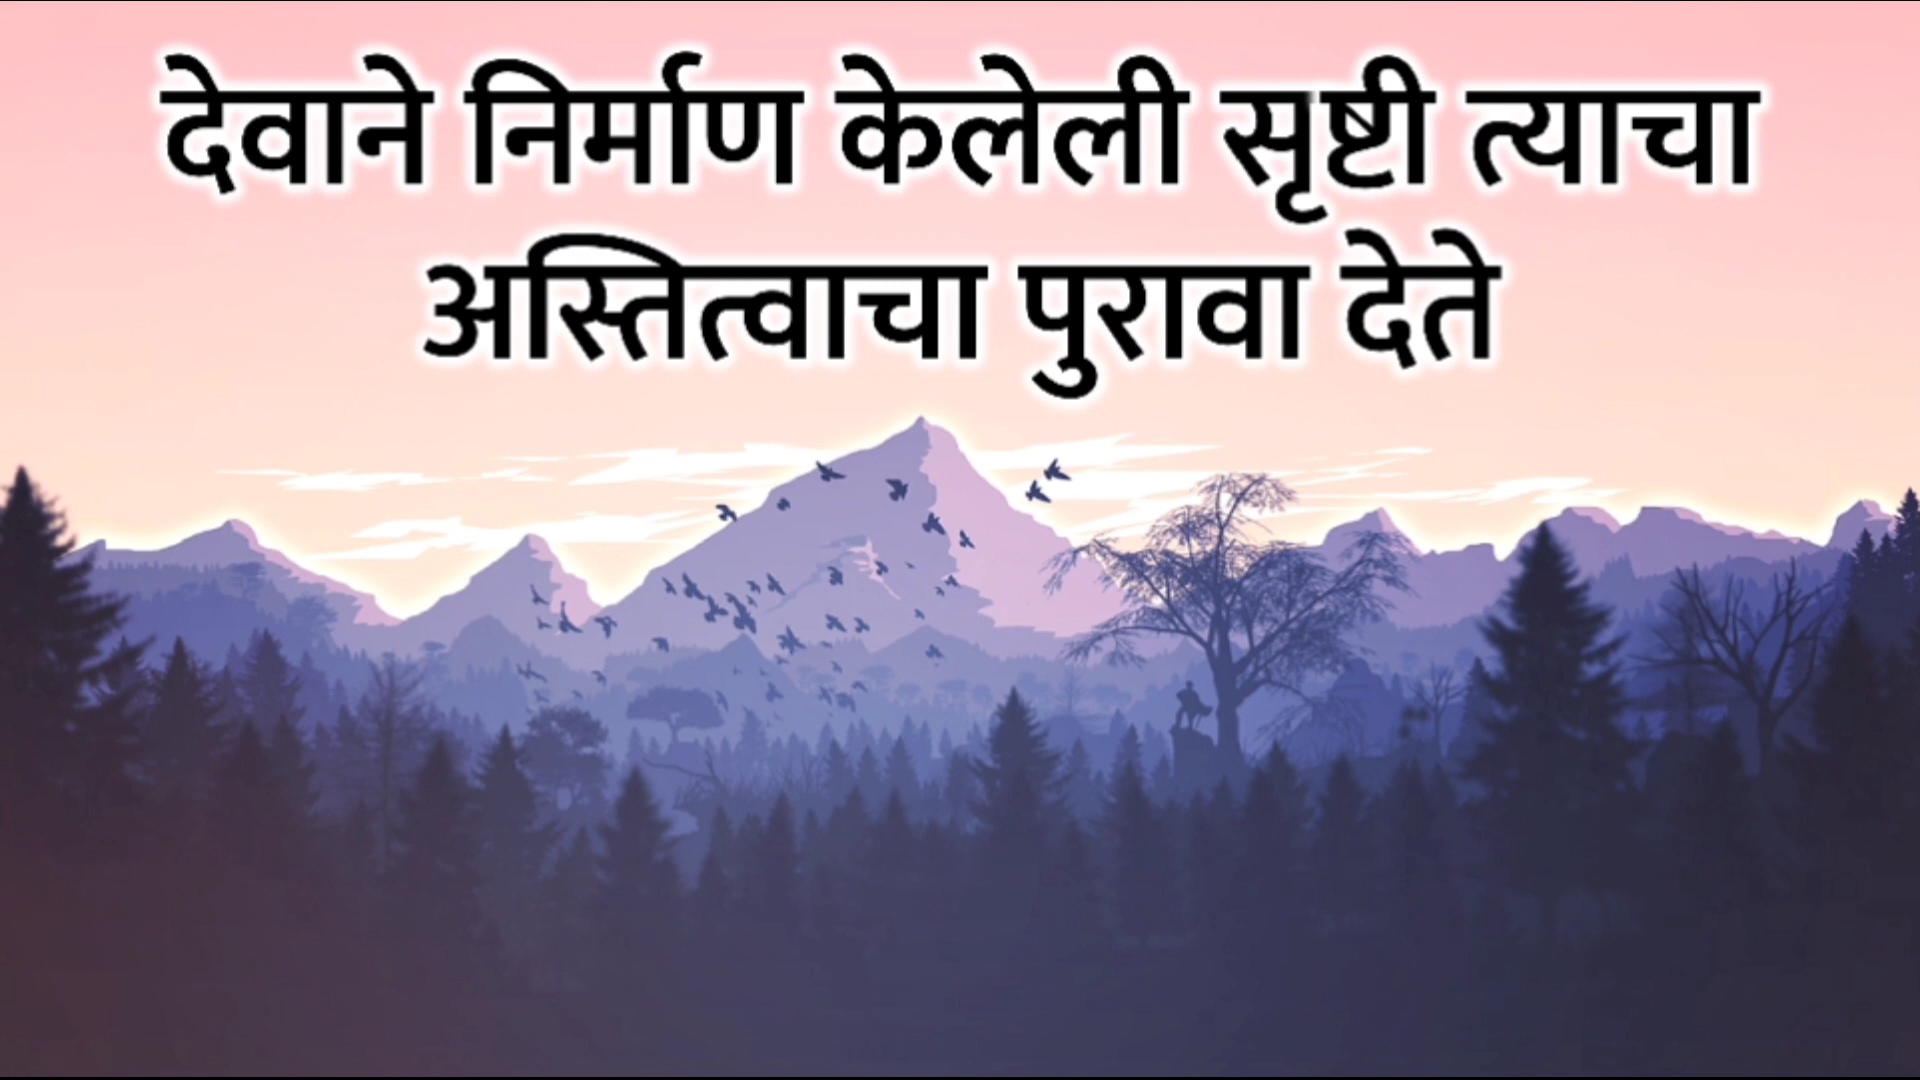 देवाने निर्माण केलेली सृष्टी त्याचा
अस्तित्वाचा पुरावा देते